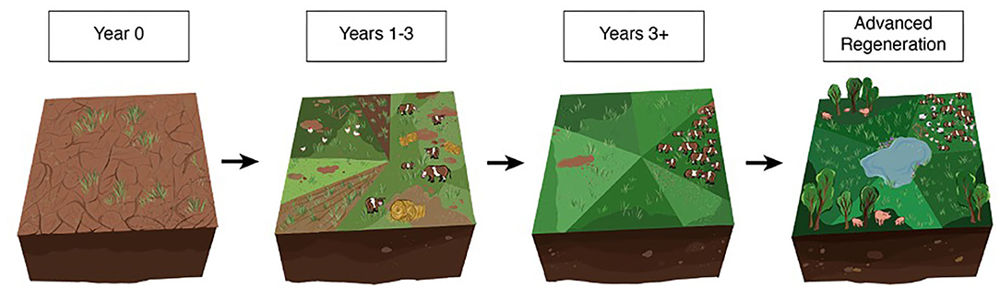 Year 0
Years 1-3
Years 3+
Advanced
Regeneration